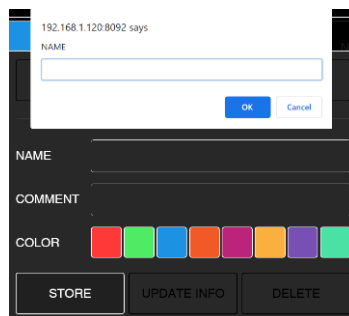 192.168.1.120:8092 says
NAME
OK Cancel
NAME
COMMENT
COLOR
STORE UPDATE INFO DELETE